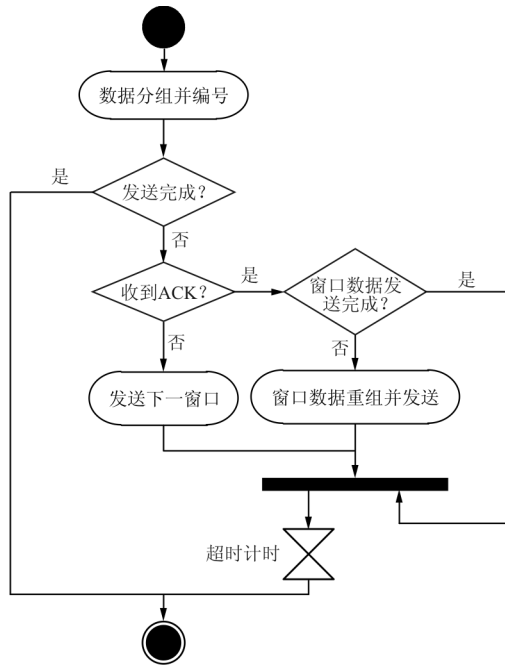 数据分组并编号
是
发送完成？
否
收到ACK？
是
窗口数据发
送完成？
是
否
否
发送下一窗口
窗口数据重组并发送
超时计时